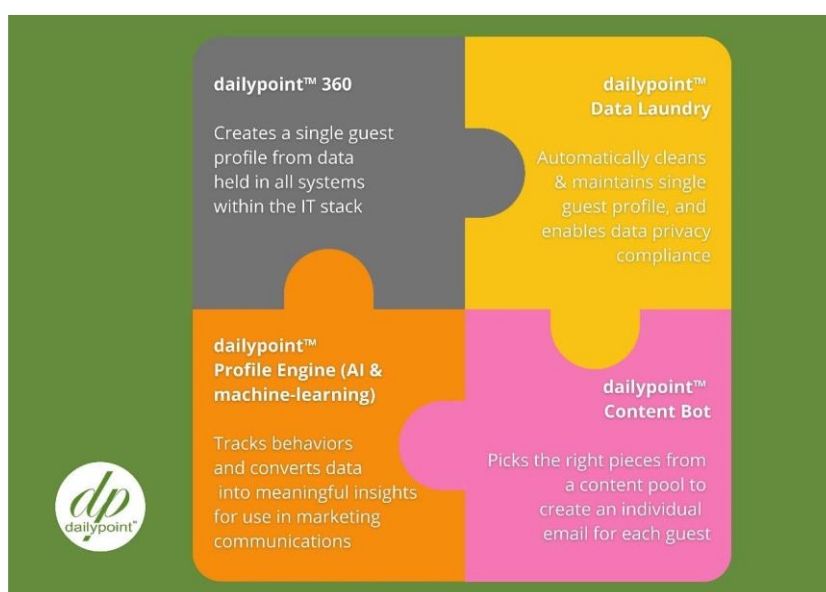 dailypoint™ 360
Creates a single guest
profile from data
held in all systems
within the IT stack
dailypoint™
Data Laundry
Automatically cleans
& maintains single
guest profile, and
enables data privacy
compliance
dailypoint™
Profile Engine (AI &
machine-learning)
Tracks behaviors
and converts data
into meaningful insights
for use in marketing
communications
dailypoint™
Content Bot
Picks the right pieces from
a content pool to
create an individual
email for each guest
dp
dailypoint™